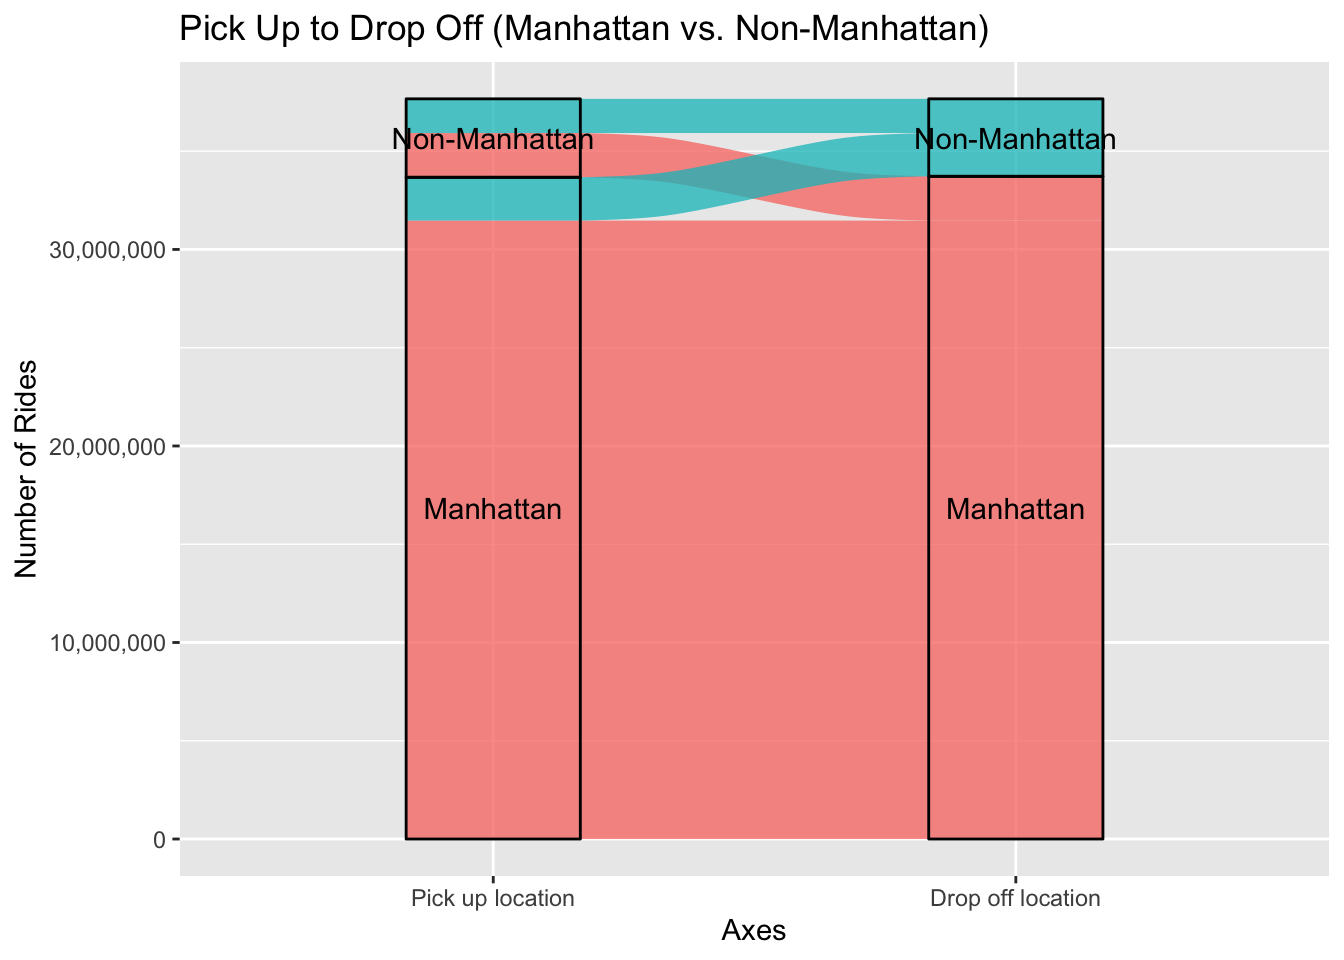 Pick Up to Drop Off (Manhattan vs. Non-Manhattan)
Number of Rides
30,000,000
20,000,000
10,000,000
0
Non-Manhattan
Non-Manhattan
Manhattan
Manhattan
Pick up location
Drop off location
Axes